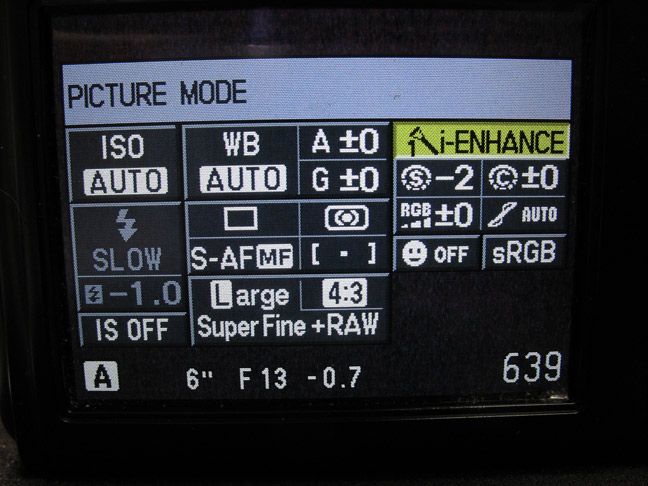 PICTURE MODE
ISO
AUTO
WB
AUTO
A ±0
G ±0
i-ENHANCE
S -2
C ±0
RGB ±0
AUTO
SLOW
-1.0
IS OFF
S-AF MF
[ · ]
OFF
sRGB
Large
4:3
Super Fine +RAW
A
6" F 13 -0.7
639